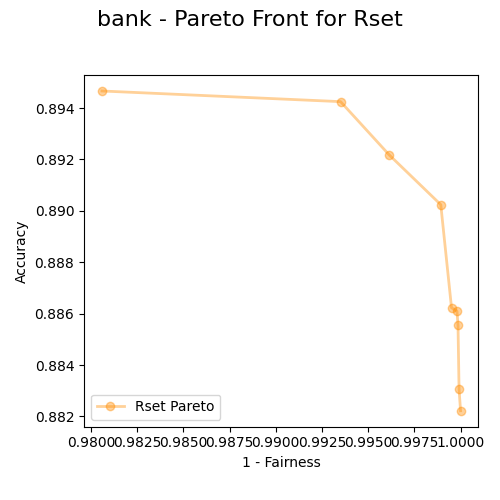 bank - Pareto Front for Rset
0.894
0.892
0.890
0.888
0.886
0.884
0.882
Accuracy
Rset Pareto
0.9800 0.9825 0.9850 0.9875 0.9900 0.9925 0.9950 0.9975 1.0000
1 - Fairness